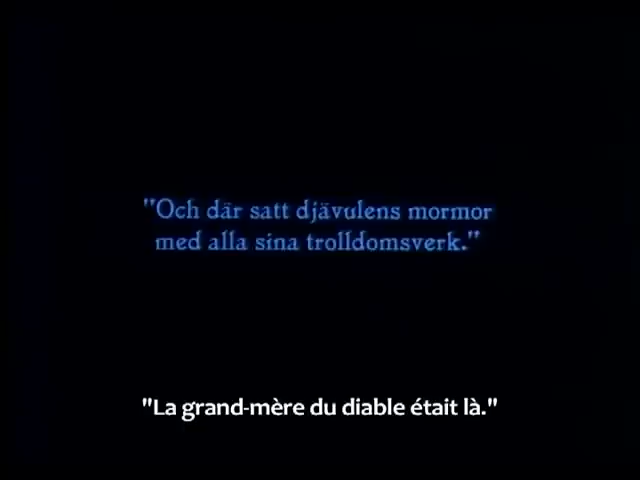 "Och där satt djävulens mormor
med alla sina trolldomsverk."
"La grand-mère du diable était là."